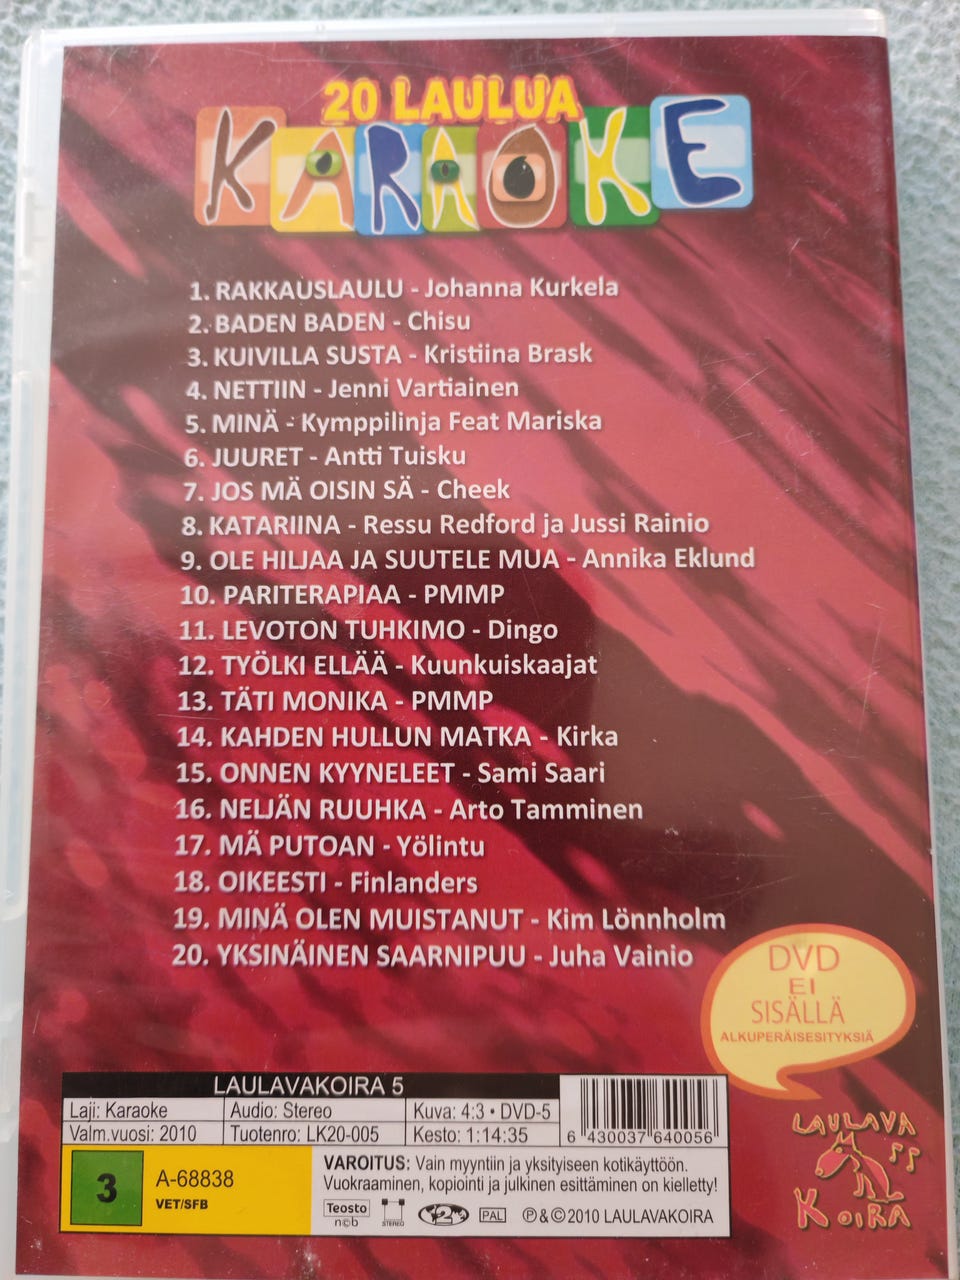 20 LAULUA
KARAOKE
1. RAKKAUSLAULU - Johanna Kurkela
2. BADEN BADEN - Chisu
3. KUIVILLA SUSTA - Kristiina Brask
4. NETTIIN - Jenni Vartiainen
5. MINÄ - Kymppilinja Feat Mariska
6. JUURET - Antti Tuisku
7. JOS MÄ OISIN SÄ - Cheek
8. KATARIINA - Ressu Redford ja Jussi Rainio
9. OLE HILJAA JA SUUTELE MUA - Annika Eklund
10. PARITERAPIAA - PMMP
11. LEVOTON TUHKIMO - Dingo
12. TYÖLKI ELLÄÄ - Kuunkuiskaajat
13. TÄTI MONIKA - PMMP
14. KAHDEN HULLUN MATKA - Kirka
15. ONNEN KYYNELEET - Sami Saari
16. NELJÄN RUUHKA - Arto Tamminen
17. MÄ PUTOAN - Yölintu
18. OIKEESTI - Finlanders
19. MINÄ OLEN MUISTANUT - Kim Lönnholm
20. YKSINÄINEN SAARNIPUU - Juha Vainio
DVD
EI
SISÄLLÄ
ALKUPERÄISESITYKSIÄ
LAULAVAKOIRA 5
Laji: Karaoke Audio: Stereo Kuva: 4:3 • DVD-5
Valm.vuosi: 2010 Tuotenro: LK20-005 Kesto: 1:14:35
6 430037 640056
3 A-68838
VET/SFB
VAROITUS: Vain myyntiin ja yksityiseen kotikäyttöön.
Vuokraaminen, kopiointi ja julkinen esittäminen on kielletty!
Teosto
n©b STEREO 2 PAL ℗&©2010 LAULAVAKOIRA
LAULAVA
KOIRA